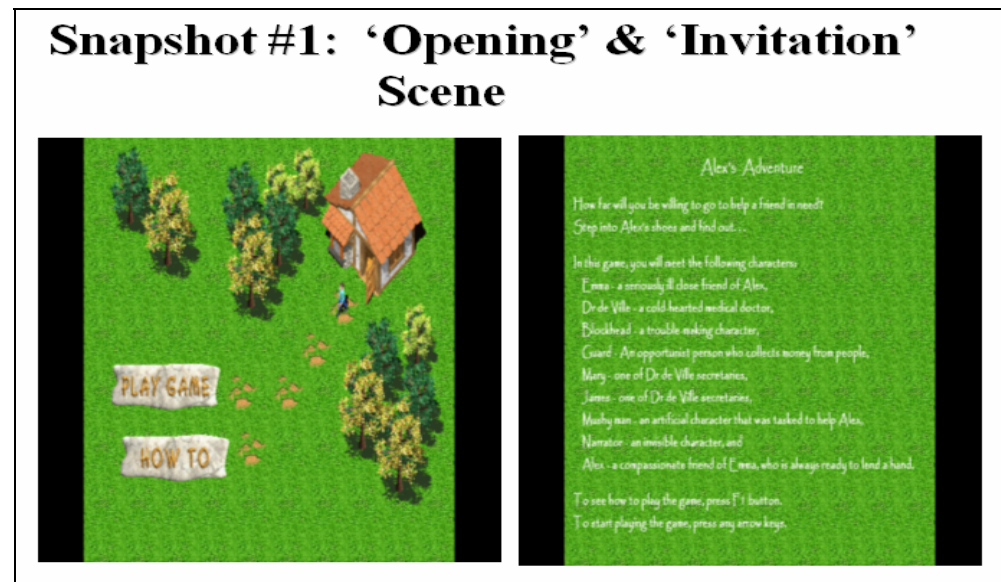 Snapshot #1: ‘Opening’ & ‘Invitation’
Scene
PLAY GAME
HOW TO
Alex's Adventure
How far will you be willing to go to help a friend in need?
Step into Alex's shoes and find out...
In this game, you will meet the following characters:
Emma - a seriously ill close friend of Alex,
Dr de Ville - a cold-hearted medical doctor,
Blockhead - a trouble-making character,
Guard - An opportunist person who collects money from people,
Mary - one of Dr de Ville secretaries,
James - one of Dr de Ville secretaries,
Mushy man - an artificial character that was tasked to help Alex,
Narrator - an invisible character, and
Alex - a compassionate friend of Emma, who is always ready to lend a hand.
To see how to play the game, press F1 button.
To start playing the game, press any arrow keys.